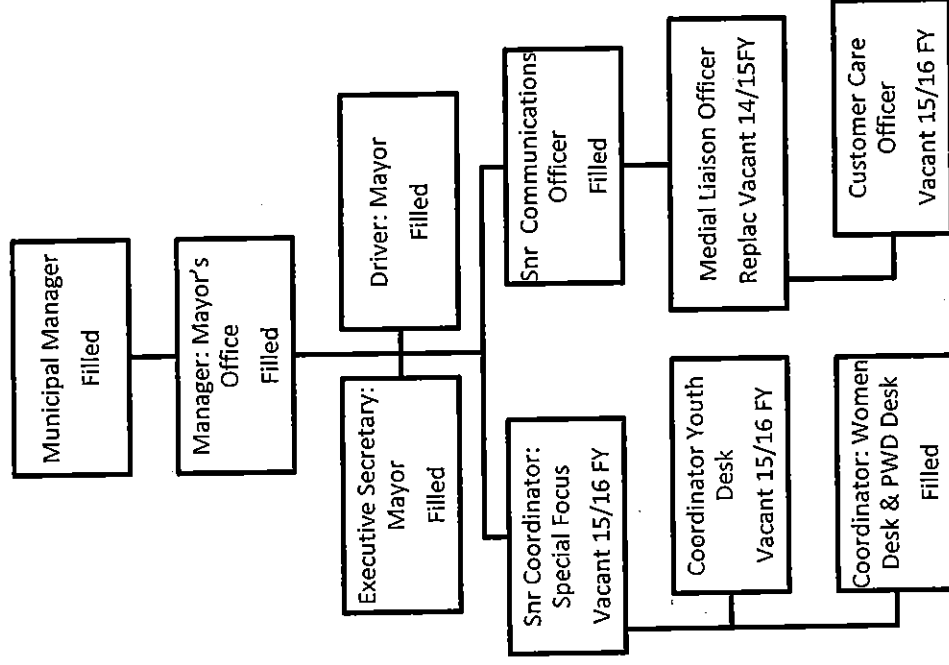 Municipal Manager
Filled
Manager: Mayor's
Office
Filled
Executive Secretary:
Mayor
Filled
Driver: Mayor
Filled
Snr Coordinator:
Special Focus
Vacant 15/16 FY
Snr Communications
Officer
Filled
Coordinator Youth
Desk
Vacant 15/16 FY
Medial Liaison Officer
Replac Vacant 14/15FY
Coordinator: Women
Desk & PWD Desk
Filled
Customer Care
Officer
Vacant 15/16 FY